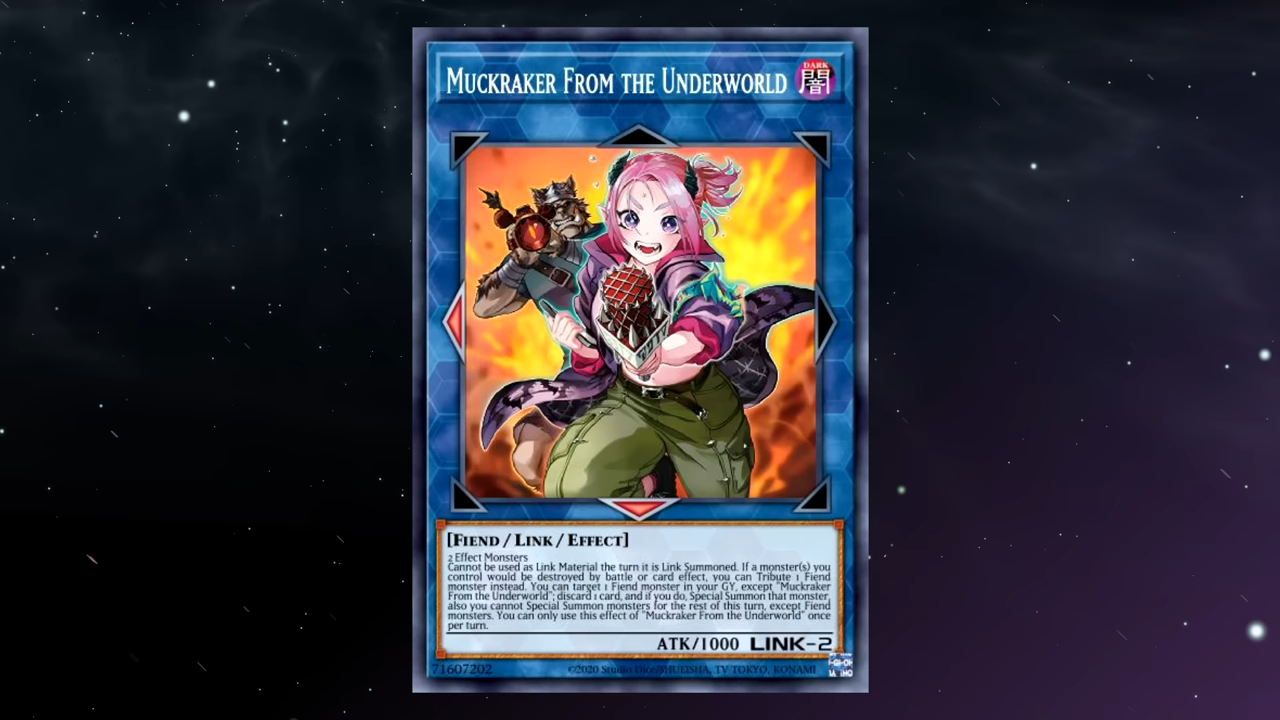 MUCKRAKER FROM THE UNDERWORLD
DARK
闇
[FIEND / LINK / EFFECT]
2 Effect Monsters
Cannot be used as Link Material the turn it is Link Summoned. If a monster(s) you
control would be destroyed by battle or card effect, you can Tribute 1 Fiend
monster instead. You can target 1 Fiend monster in your GY, except "Muckraker
From the Underworld"; discard 1 card, and if you do, Special Summon that monster,
also you cannot Special Summon monsters for the rest of this turn, except Fiend
monsters. You can only use this effect of "Muckraker From the Underworld" once
per turn.
ATK/1000 LINK-2
71607202
©2020 Studio Dice/SHUEISHA, TV TOKYO, KONAMI